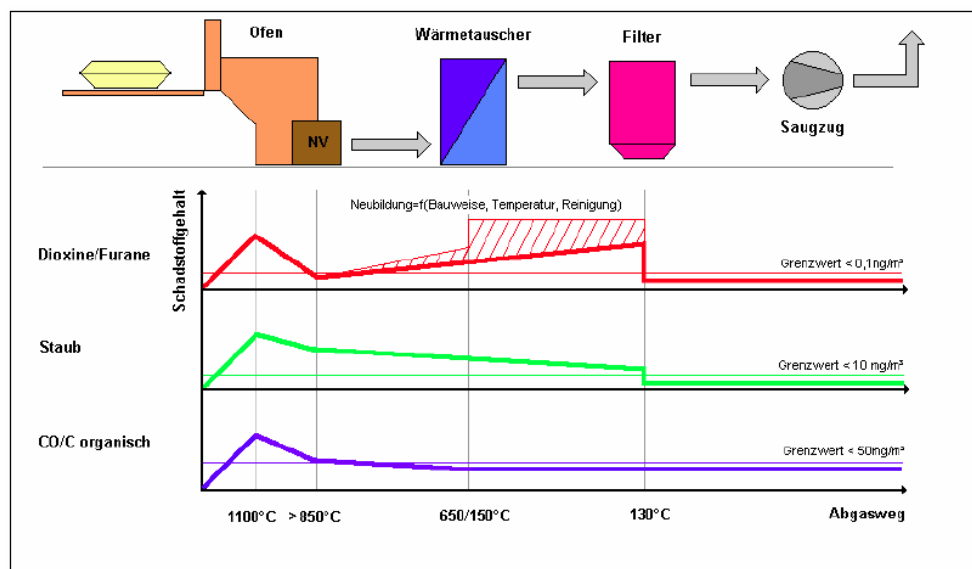 Ofen
Wärmetauscher
Filter
NV
Saugzug
Schadstoffgehalt
Neubildung=f(Bauweise, Temperatur, Reinigung)
Dioxine/Furane
Grenzwert < 0,1ng/m³
Staub
Grenzwert < 10 ng/m³
CO/C organisch
Grenzwert < 50mg/m³
1100°C >850°C 650/150°C 130°C Abgasweg